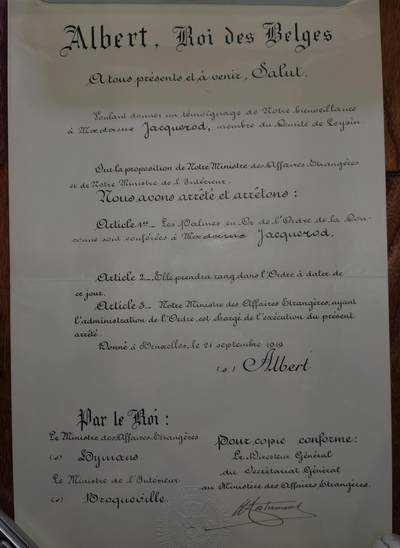 Albert, Roi des Belges
A tous présents et à venir, Salut.
Voulant donner un témoignage de Notre bienveillance
à Madame Jacquerod, membre du Comité de Leysin
Sur la proposition de Notre Ministre des Affaires Etrangères
et de Notre Ministre de l'Intérieur.
Nous avons arrêté et arrêtons :
Article 1er_ Les Palmes en Or de l'Ordre de la Cou-
ronne sont conférées à Madame Jacquerod.
Article 2_ Elle prendra rang dans l'Ordre à dater de
ce jour.
Article 3_ Notre Ministre des Affaires Etrangères, ayant
l'administration de l'Ordre, est chargé de l'exécution du présent
arrêté.
Donné à Bruxelles, le 21 septembre 1919
(s.) Albert
Par le Roi :
Le Ministre des Affaires Etrangères
(s) Hymans
Le Ministre de l'Intérieur
(s) Broqueville.
Pour copie conforme :
Le Directeur Général
du Secrétariat Général
au Ministère des Affaires Etrangères.